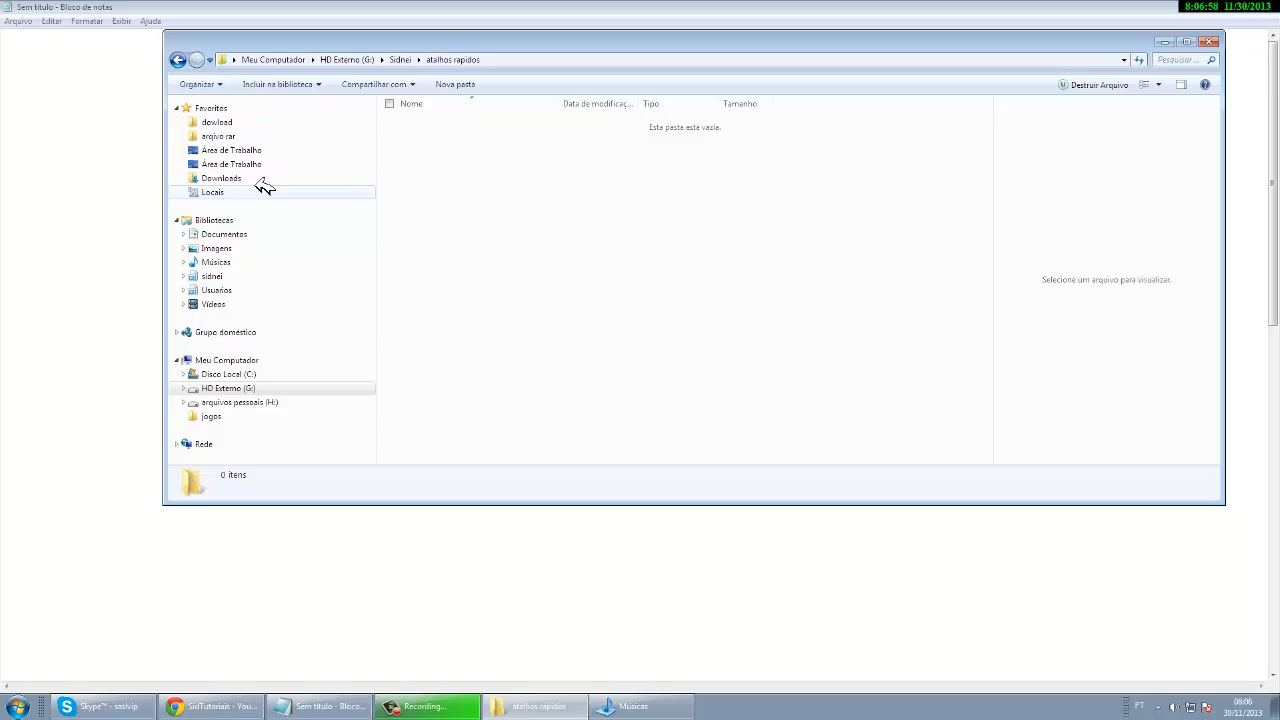 Sem título - Bloco de notas
8:06:58 11/30/2013
Arquivo Editar Formatar Exibir Ajuda
Meu Computador HD Externo (G:) Sidnei atalhos rapidos
Pesquisar...
Organizar Incluir na biblioteca Compartilhar com Nova pasta
Destruir Arquivo
Nome Data de modificaç... Tipo Tamanho
Esta pasta está vazia.
Favoritos
dowload
arqivo rar
Área de Trabalho
Área de Trabalho
Downloads
Locais
Bibliotecas
Documentos
Imagens
Músicas
sidnei
Usuarios
Vídeos
Grupo doméstico
Meu Computador
Disco Local (C:)
HD Externo (G:)
arquivos pessoais (H:)
jogos
Rede
Selecione um arquivo para visualizar.
0 itens
Skype™ - saslvip
SidTutoriais - You...
Sem título - Bloco...
Recording...
atalhos rapidos
Músicas
PT
08:06
30/11/2013